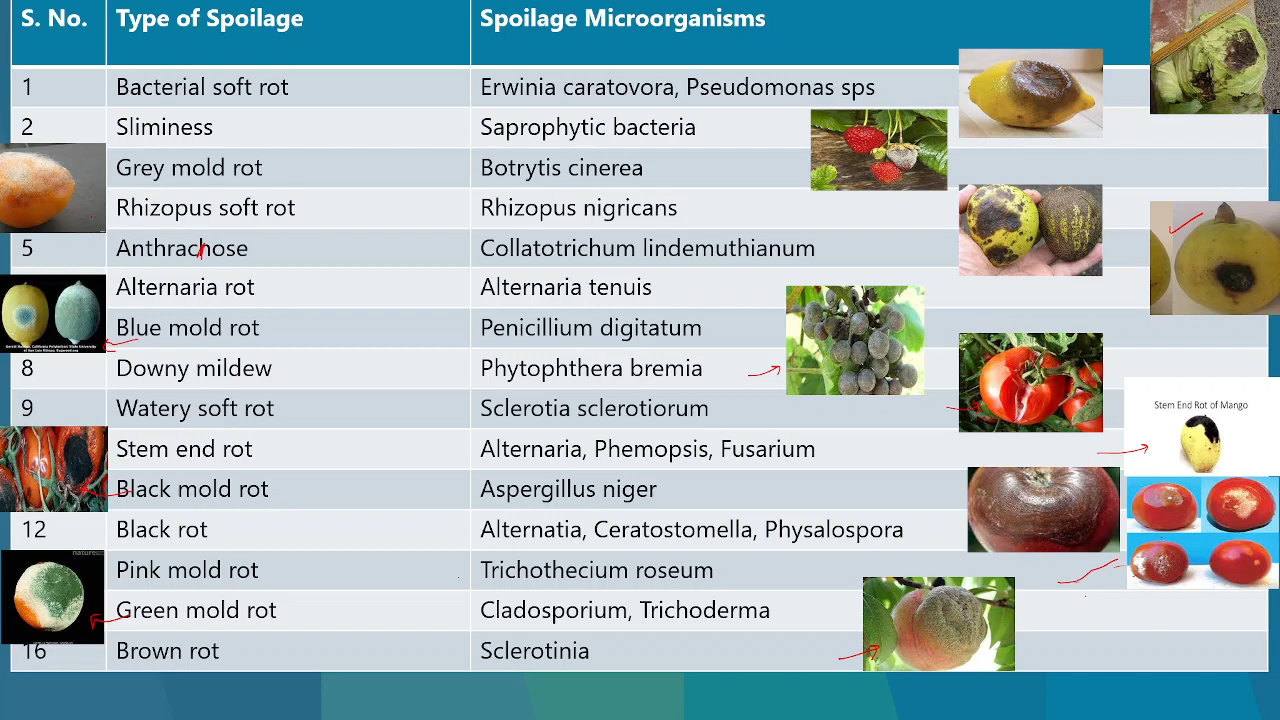 S. No. Type of Spoilage Spoilage Microorganisms
1 Bacterial soft rot Erwinia caratovora, Pseudomonas sps
2 Sliminess Saprophytic bacteria
Grey mold rot Botrytis cinerea
Rhizopus soft rot Rhizopus nigricans
5 Anthrachose Collatotrichum lindemuthianum
Alternaria rot Alternaria tenuis
Blue mold rot Penicillium digitatum
8 Downy mildew Phytophthera bremia
9 Watery soft rot Sclerotia sclerotiorum
Stem End Rot of Mango
Stem end rot Alternaria, Phemopsis, Fusarium
Black mold rot Aspergillus niger
12 Black rot Alternatia, Ceratostomella, Physalospora
nature
Pink mold rot Trichothecium roseum
Green mold rot Cladosporium, Trichoderma
16 Brown rot Sclerotinia